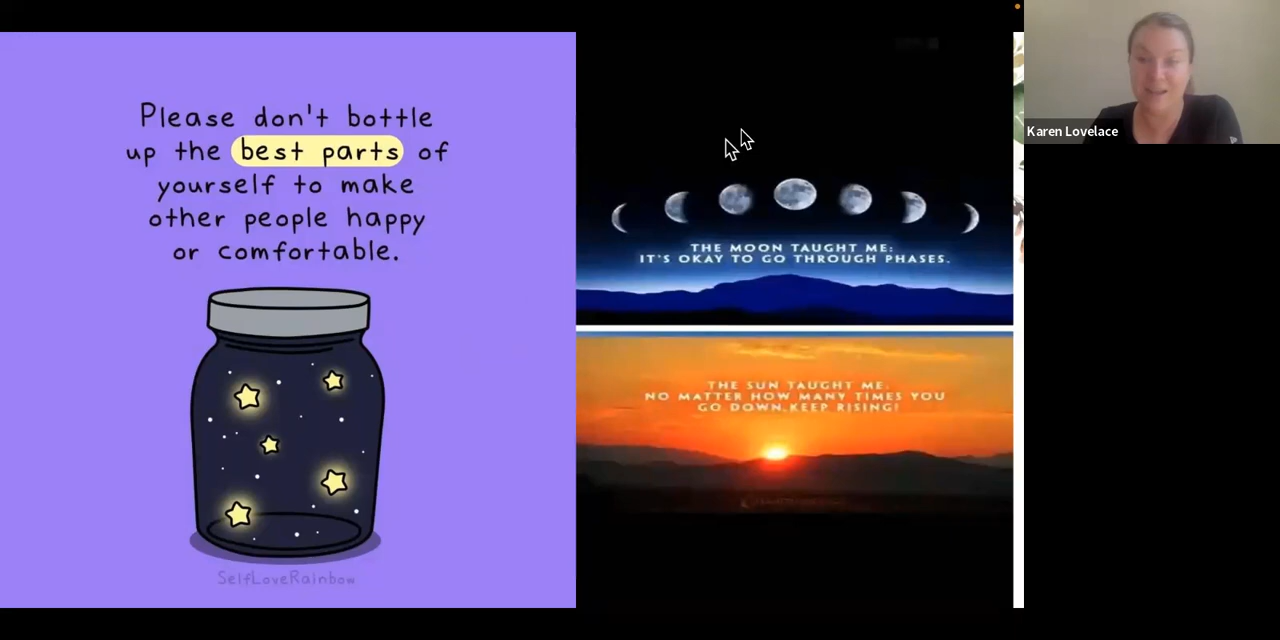 Please don't bottle
up the best parts of
yourself to make
other people happy
or comfortable.
SelfLoveRainbow
THE MOON TAUGHT ME:
IT'S OKAY TO GO THROUGH PHASES.
THE SUN TAUGHT ME:
NO MATTER HOW MANY TIMES YOU
GO DOWN, KEEP RISING!
Karen Lovelace